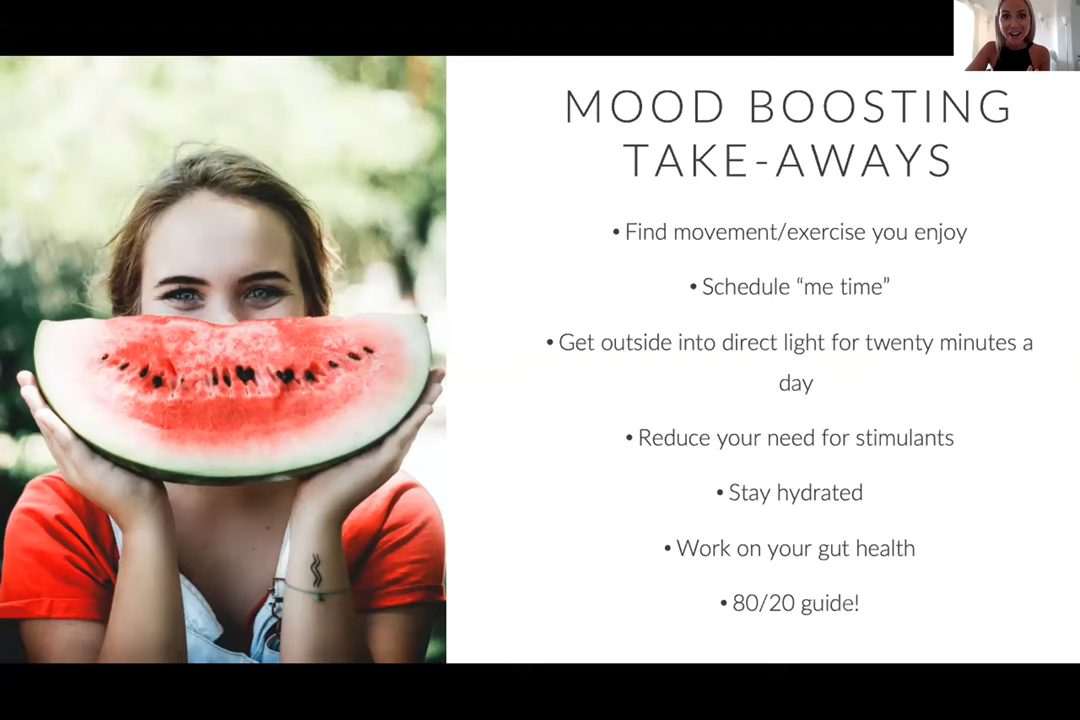 MOOD BOOSTING
TAKE-AWAYS
• Find movement/exercise you enjoy
• Schedule “me time”
• Get outside into direct light for twenty minutes a
day
• Reduce your need for stimulants
• Stay hydrated
• Work on your gut health
• 80/20 guide!